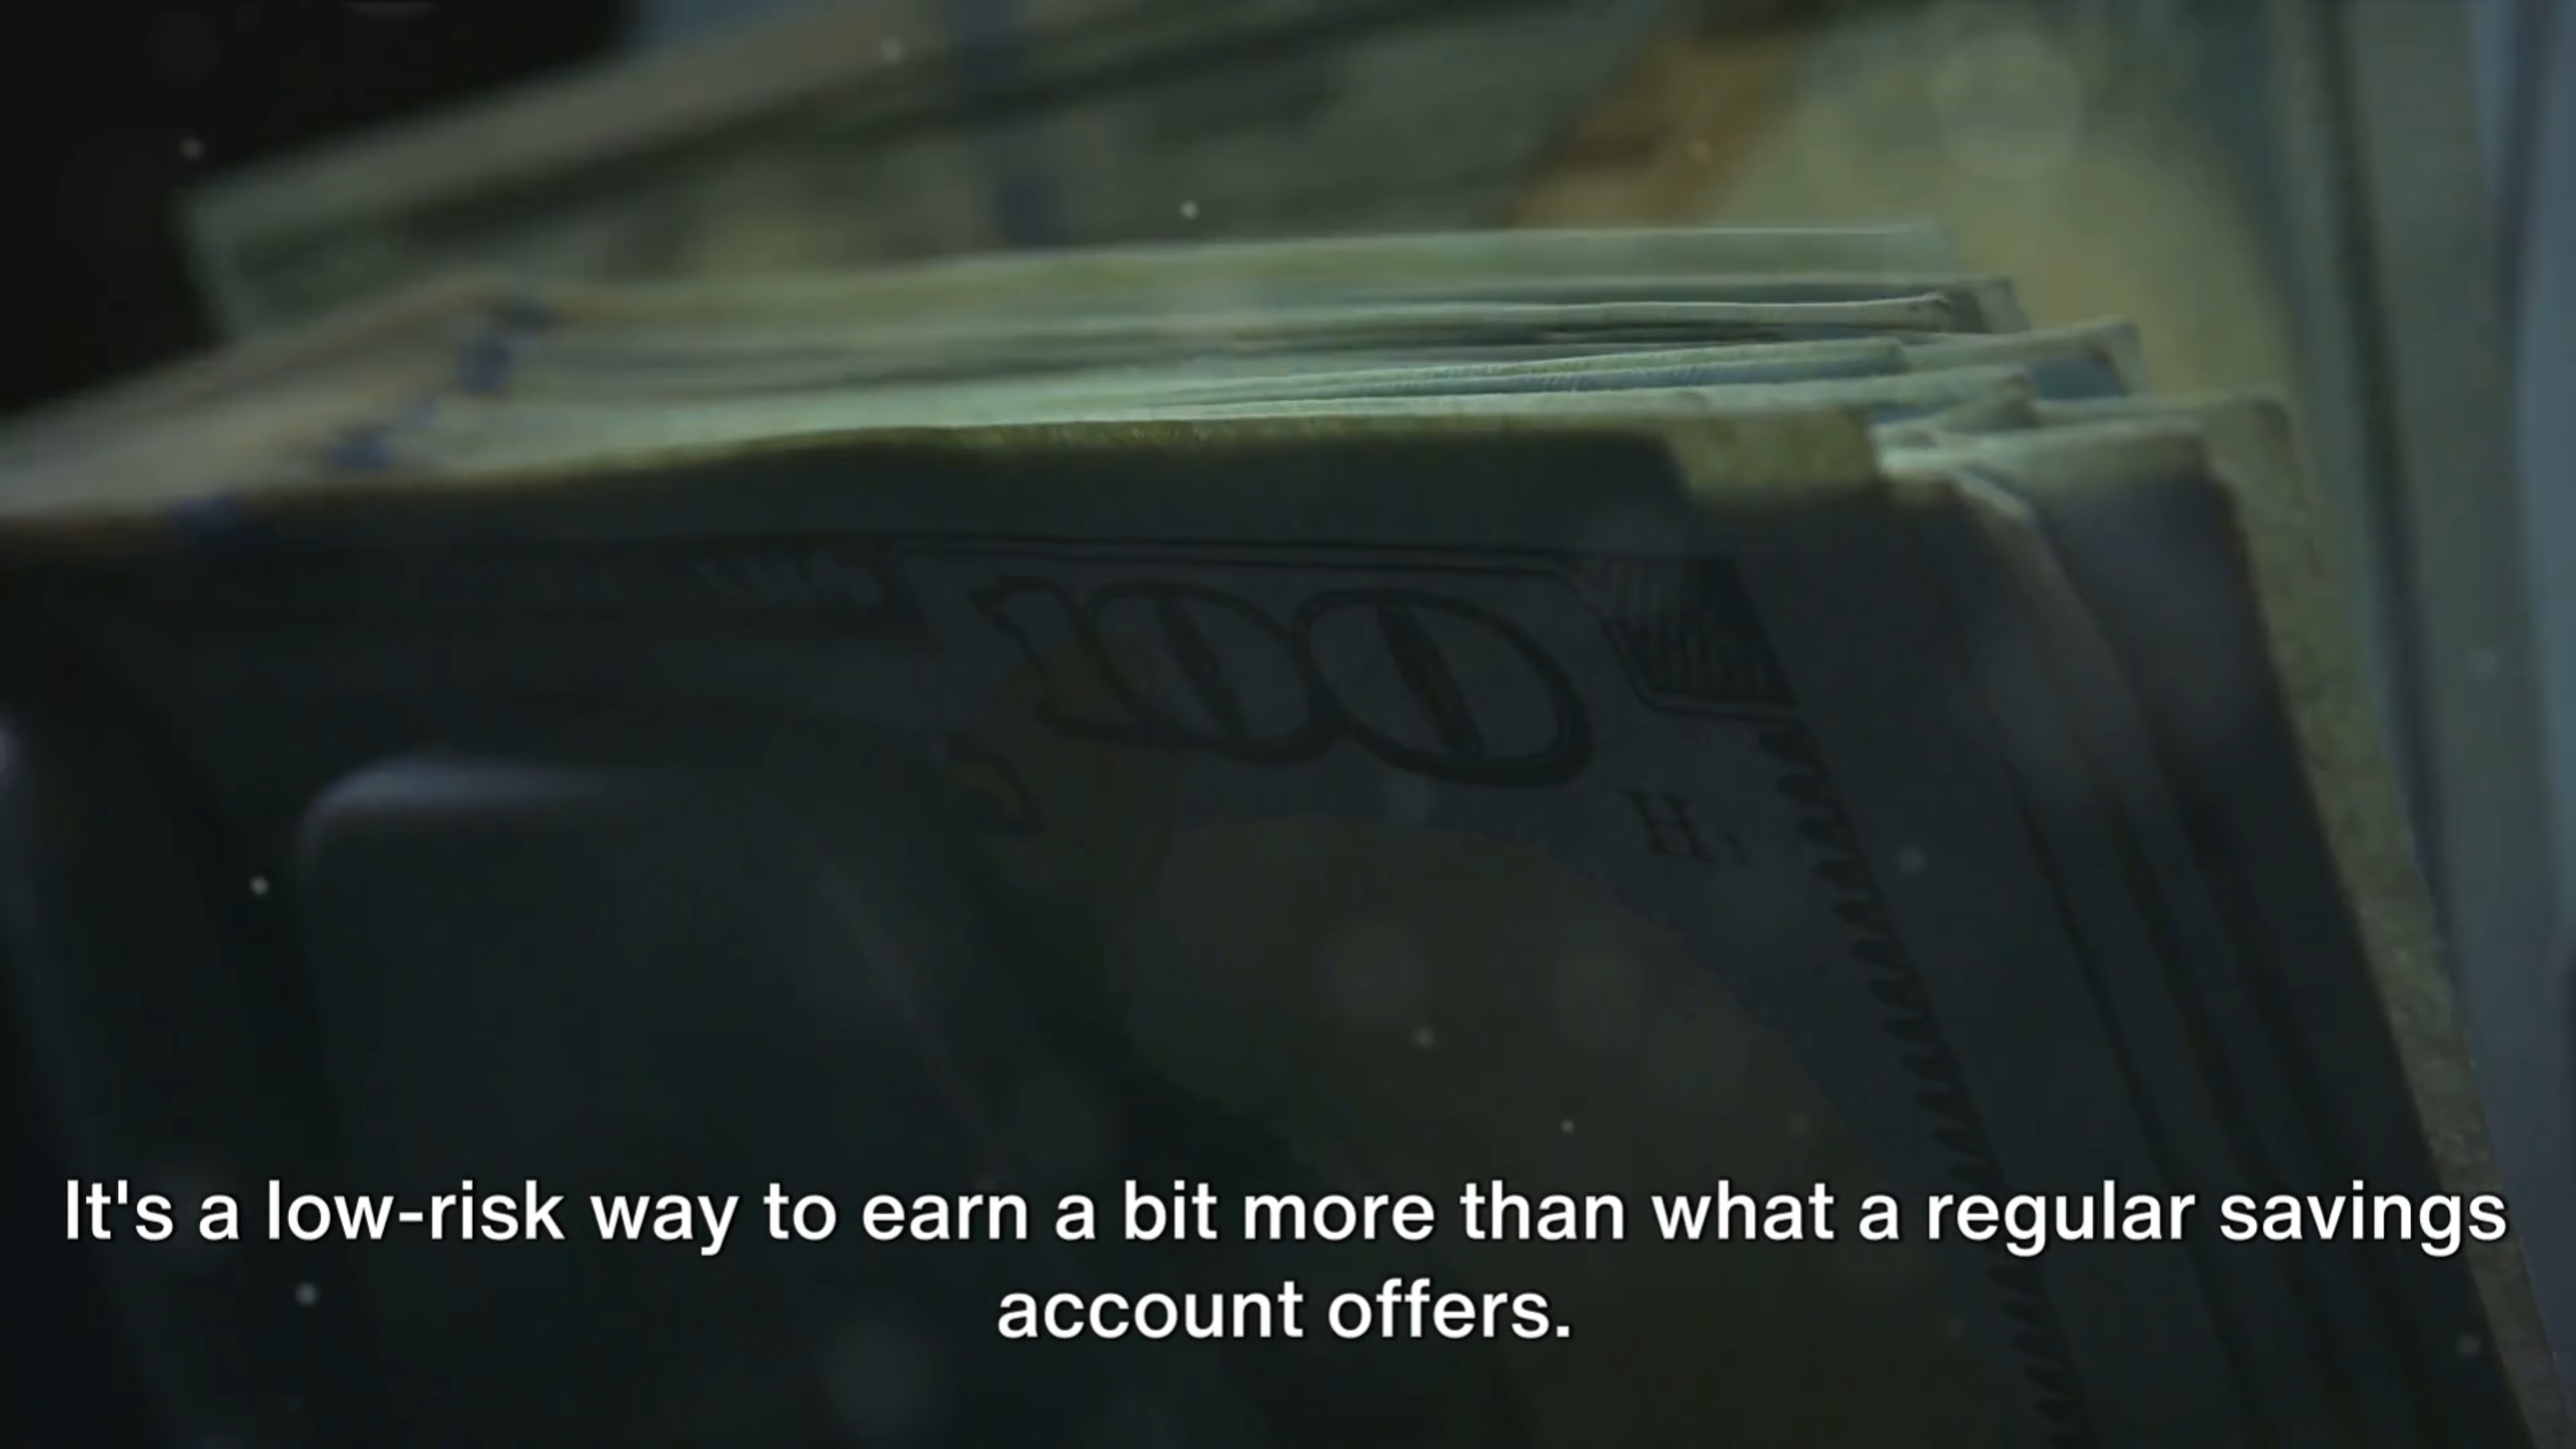 100
H.
It's a low-risk way to earn a bit more than what a regular savings
account offers.